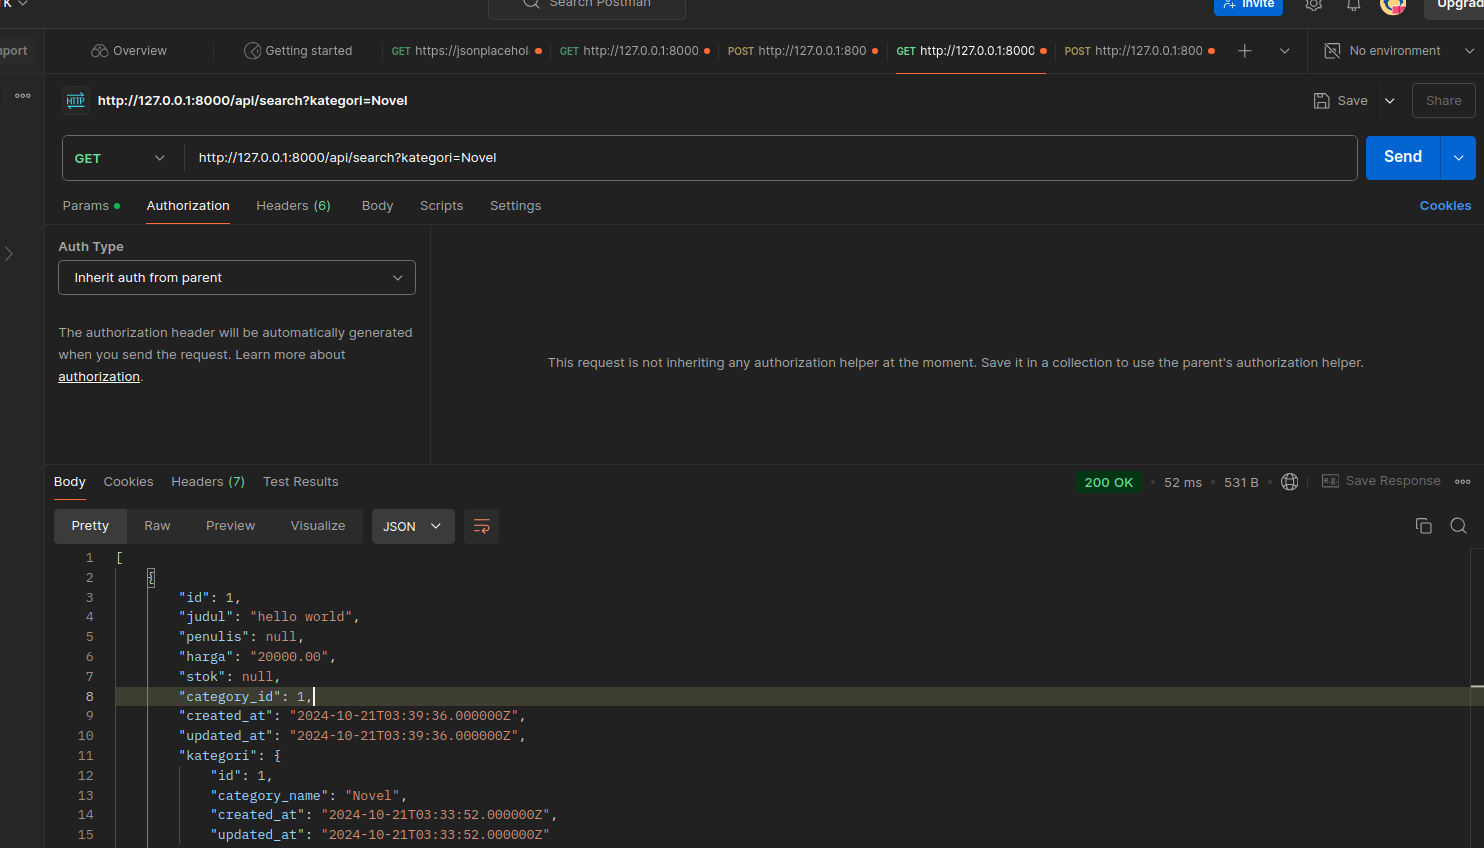 Search Postman
Invite
Upgrad
port
Overview
Getting started
GET https://jsonplacehol
GET http://127.0.0.1:8000
POST http://127.0.0.1:800
GET http://127.0.0.1:8000
POST http://127.0.0.1:800
No environment
HTTP
http://127.0.0.1:8000/api/search?kategori=Novel
Save
Share
GET
http://127.0.0.1:8000/api/search?kategori=Novel
Send
Params
Authorization
Headers (6)
Body
Scripts
Settings
Cookies
Auth Type
Inherit auth from parent
The authorization header will be automatically generated
when you send the request. Learn more about
authorization.
This request is not inheriting any authorization helper at the moment. Save it in a collection to use the parent's authorization helper.
Body
Cookies
Headers (7)
Test Results
200 OK
52 ms
531 B
e.g.
Save Response
Pretty
Raw
Preview
Visualize
JSON
1 [
2 {
3 "id": 1,
4 "judul": "hello world",
5 "penulis": null,
6 "harga": "20000.00",
7 "stok": null,
8 "category_id": 1,
9 "created_at": "2024-10-21T03:39:36.000000Z",
10 "updated_at": "2024-10-21T03:39:36.000000Z",
11 "kategori": {
12 "id": 1,
13 "category_name": "Novel",
14 "created_at": "2024-10-21T03:33:52.000000Z",
15 "updated_at": "2024-10-21T03:33:52.000000Z"